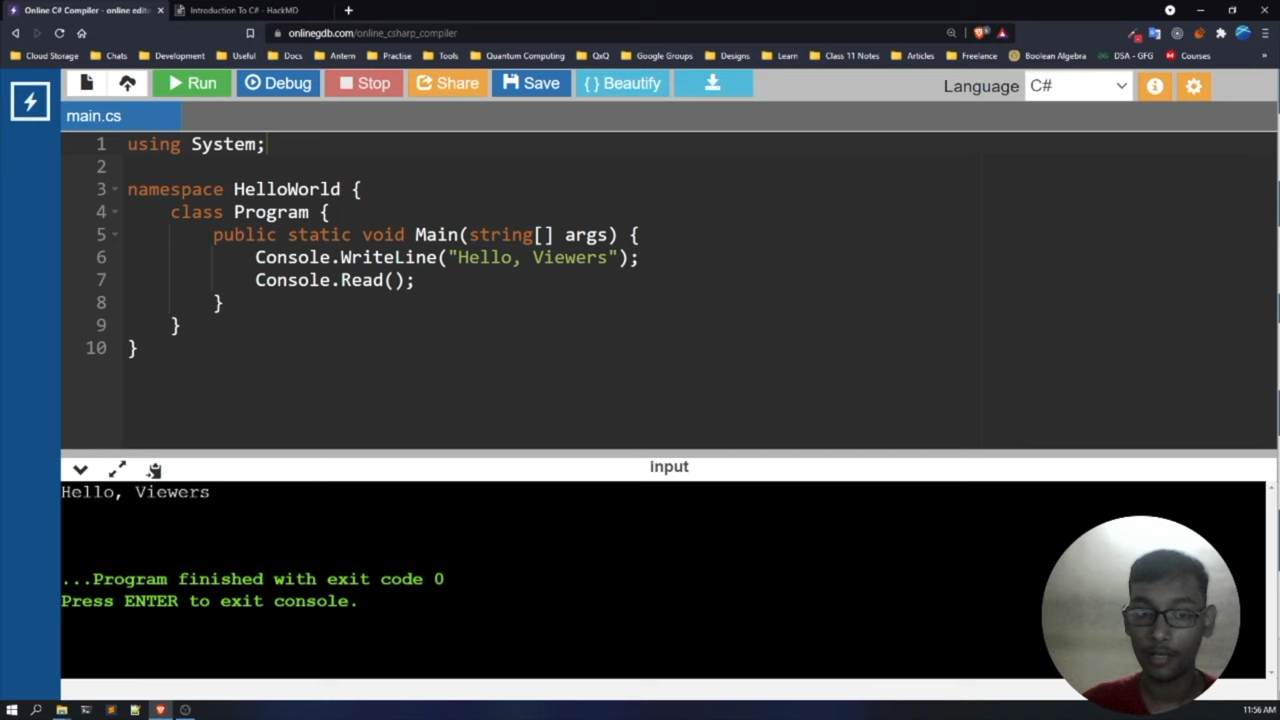 Online C# Compiler - online edito
Introduction To C# - HackMD
onlinegdb.com/online_csharp_compiler
Cloud Storage
Chats
Development
Useful
Docs
Antern
Practise
Tools
Quantum Computing
QxQ
Google Groups
Designs
Learn
Class 11 Notes
Articles
Freelance
Boolean Algebra
DSA - GFG
Courses
Run
Debug
Stop
Share
Save
{ } Beautify
Language C#
main.cs
1 using System;
2
3 namespace HelloWorld {
4 class Program {
5 public static void Main(string[] args) {
6 Console.WriteLine("Hello, Viewers");
7 Console.Read();
8 }
9 }
10 }
input
Hello, Viewers
...Program finished with exit code 0
Press ENTER to exit console.
11:56 AM